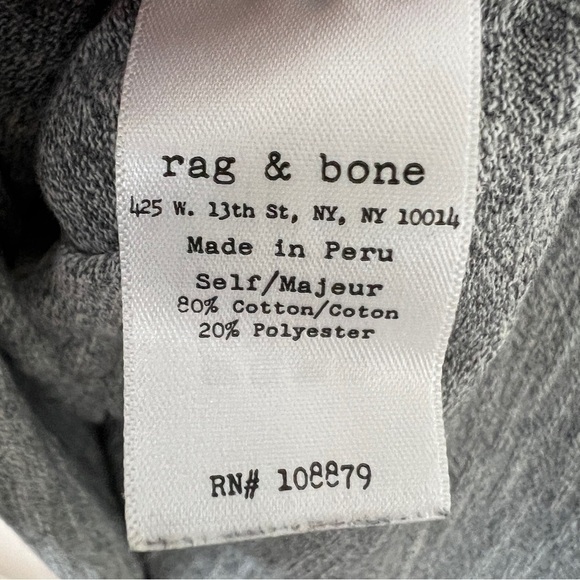 rag & bone
425 W. 13th St, NY, NY 10014
Made in Peru
Self/Majeur
80% Cotton/Coton
20% Polyester
RN# 108879